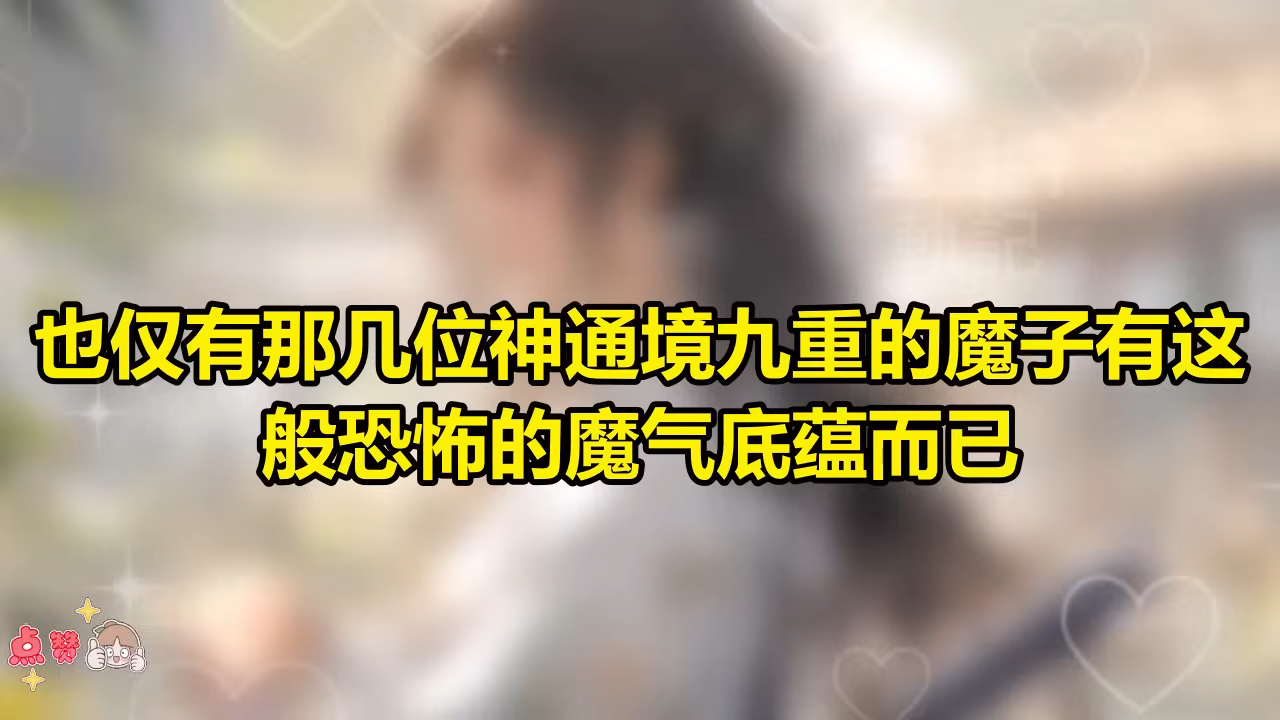 也仅有那几位神通境九重的魔子有这
般恐怖的魔气底蕴而已
点赞